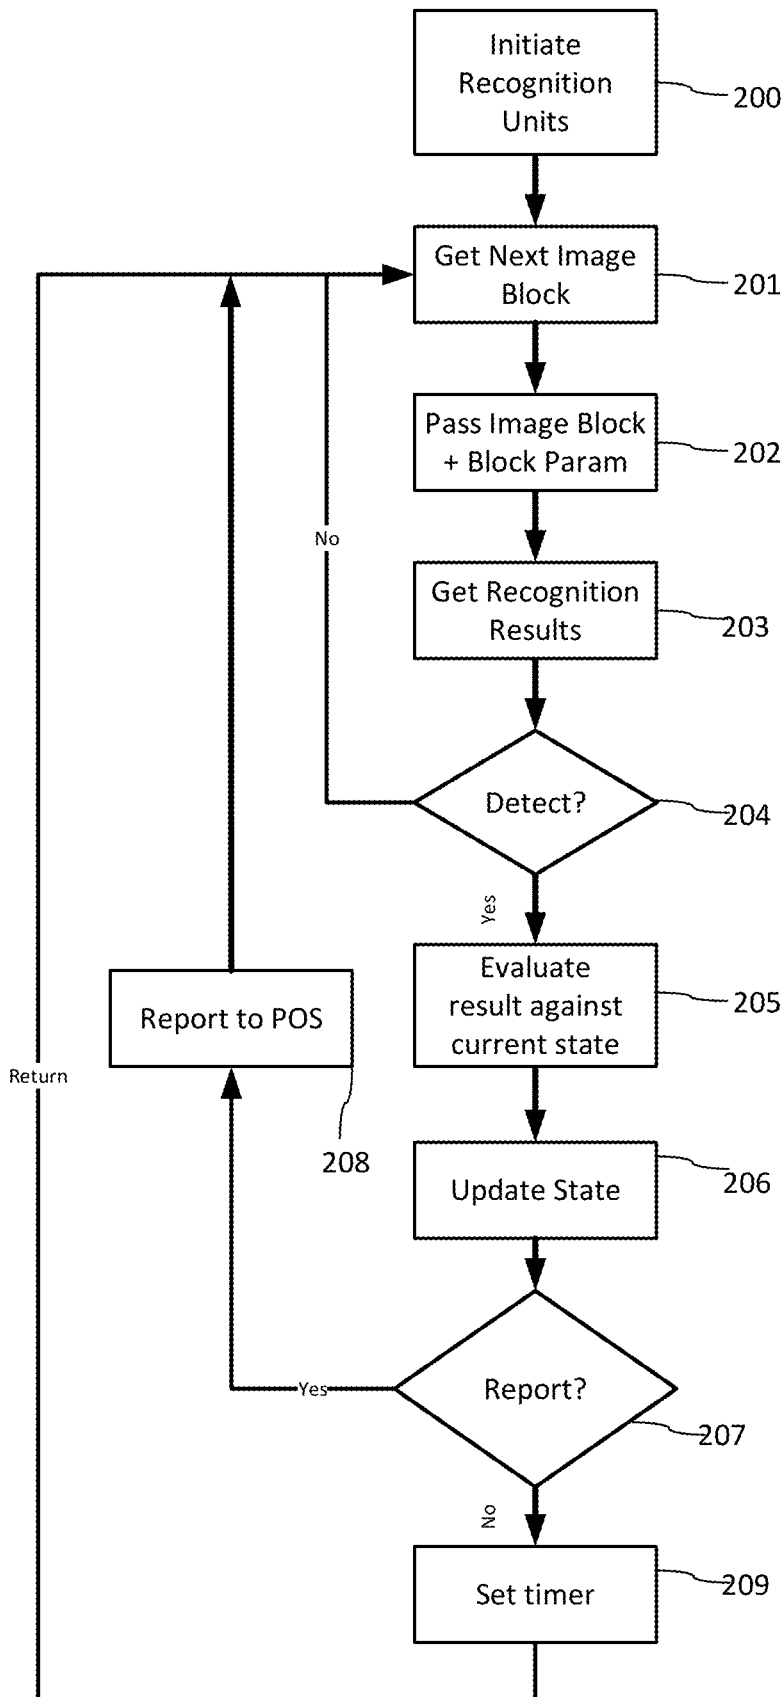 Initiate
Recognition
Units
200
Get Next Image
Block
201
Pass Image Block
+ Block Param
202
No
Get Recognition
Results
203
Detect?
204
Yes
Evaluate
result against
current state
205
Report to POS
Return
208
Update State
206
Report?
Yes
207
No
Set timer
209